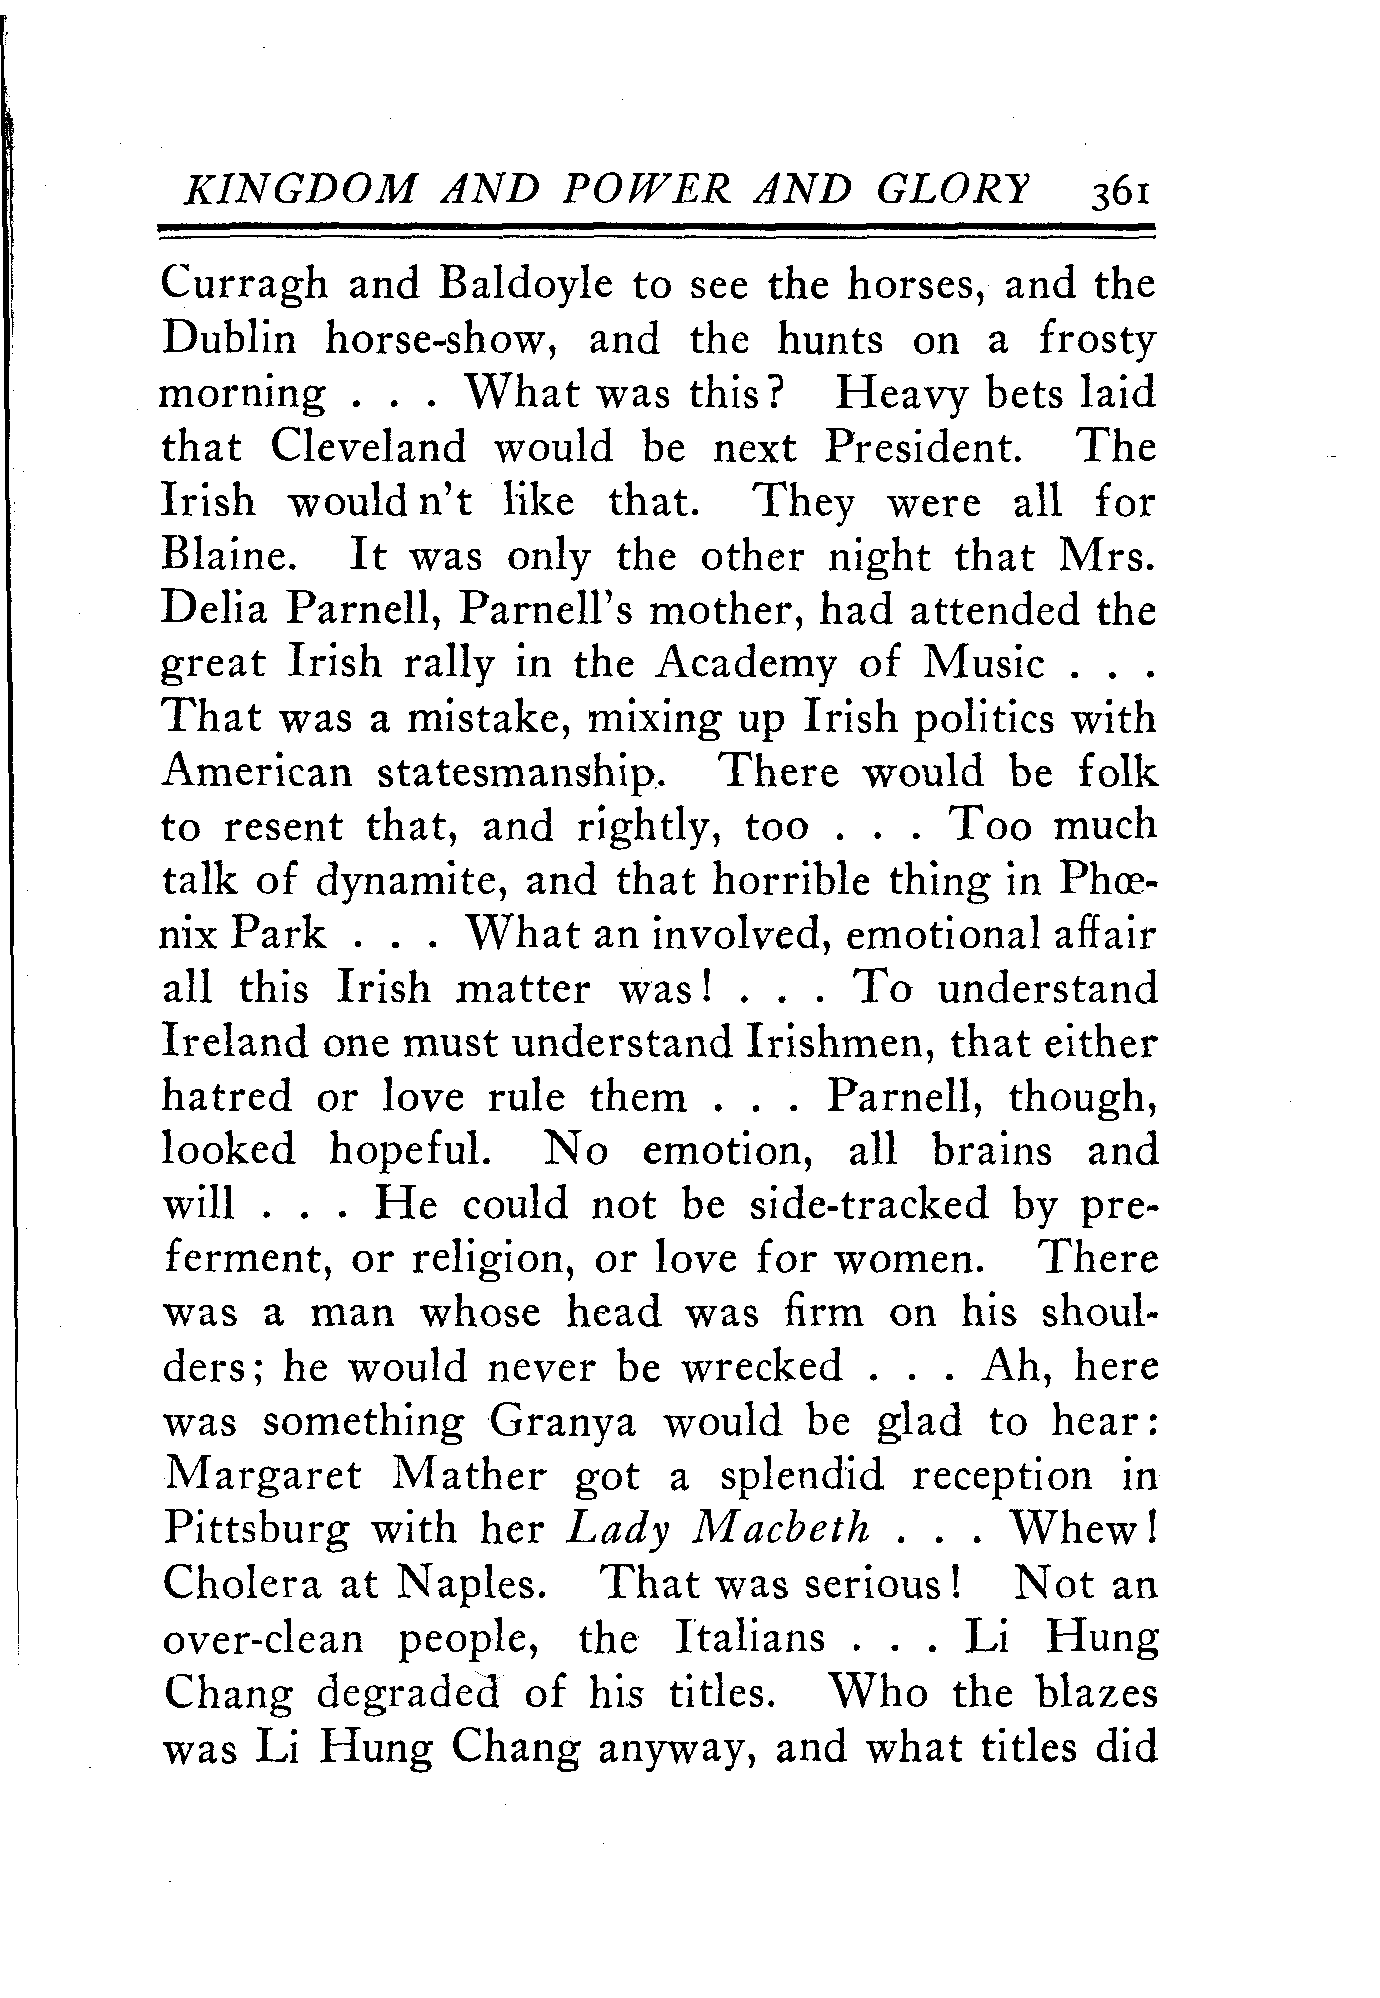 KINGDOM AND POWER AND GLORY 361
Curragh and Baldoyle to see the horses, and the
Dublin horse-show, and the hunts on a frosty
morning . . . What was this? Heavy bets laid
that Cleveland would be next President. The
Irish wouldn't like that. They were all for
Blaine. It was only the other night that Mrs.
Delia Parnell, Parnell's mother, had attended the
great Irish rally in the Academy of Music . . .
That was a mistake, mixing up Irish politics with
American statesmanship. There would be folk
to resent that, and rightly, too . . . Too much
talk of dynamite, and that horrible thing in Phœ-
nix Park . . . What an involved, emotional affair
all this Irish matter was! . . . To understand
Ireland one must understand Irishmen, that either
hatred or love rule them . . . Parnell, though,
looked hopeful. No emotion, all brains and
will . . . He could not be side-tracked by pre-
ferment, or religion, or love for women. There
was a man whose head was firm on his shoul-
ders; he would never be wrecked . . . Ah, here
was something Granya would be glad to hear:
Margaret Mather got a splendid reception in
Pittsburg with her Lady Macbeth . . . Whew!
Cholera at Naples. That was serious! Not an
over-clean people, the Italians . . . Li Hung
Chang degraded of his titles. Who the blazes
was Li Hung Chang anyway, and what titles did